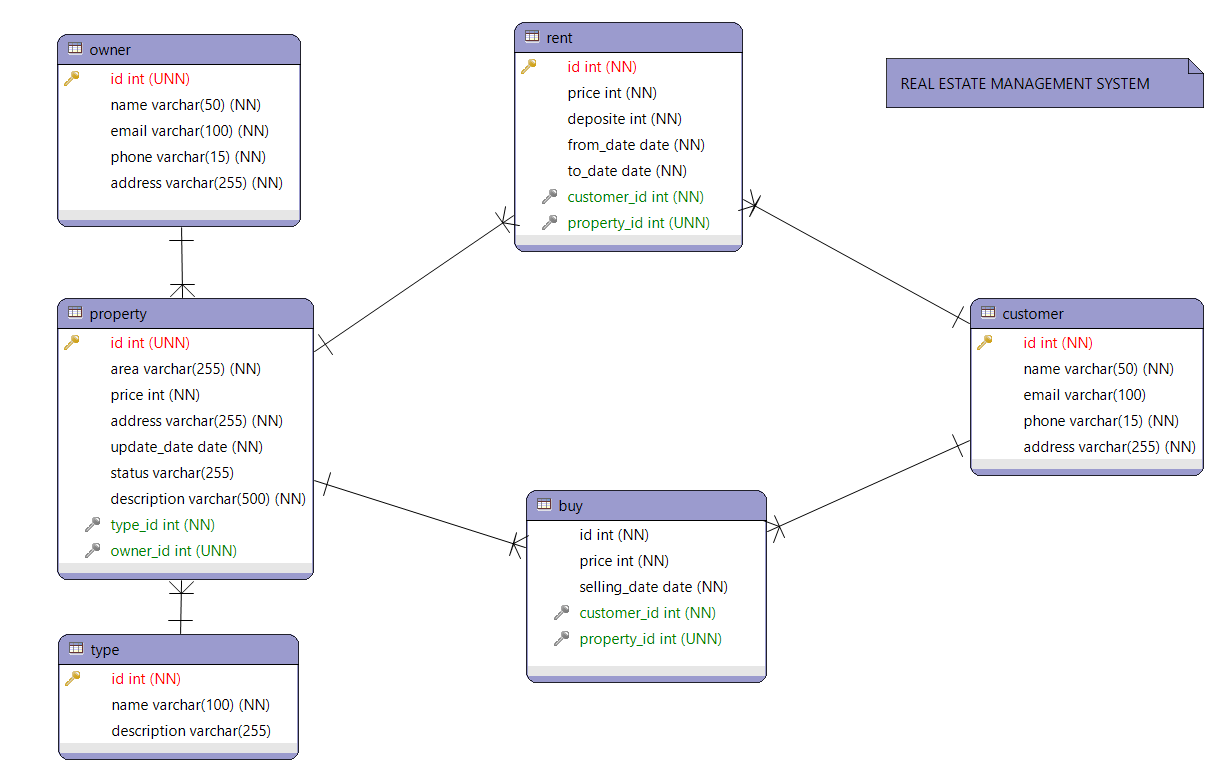 owner
id int (UNN)
name varchar(50) (NN)
email varchar(100) (NN)
phone varchar(15) (NN)
address varchar(255) (NN)
rent
id int (NN)
price int (NN)
deposite int (NN)
from_date date (NN)
to_date date (NN)
customer_id int (NN)
property_id int (UNN)
REAL ESTATE MANAGEMENT SYSTEM
property
id int (UNN)
area varchar(255) (NN)
price int (NN)
address varchar(255) (NN)
update_date date (NN)
status varchar(255)
description varchar(500) (NN)
type_id int (NN)
owner_id int (UNN)
customer
id int (NN)
name varchar(50) (NN)
email varchar(100)
phone varchar(15) (NN)
address varchar(255) (NN)
buy
id int (NN)
price int (NN)
selling_date date (NN)
customer_id int (NN)
property_id int (UNN)
type
id int (NN)
name varchar(100) (NN)
description varchar(255)